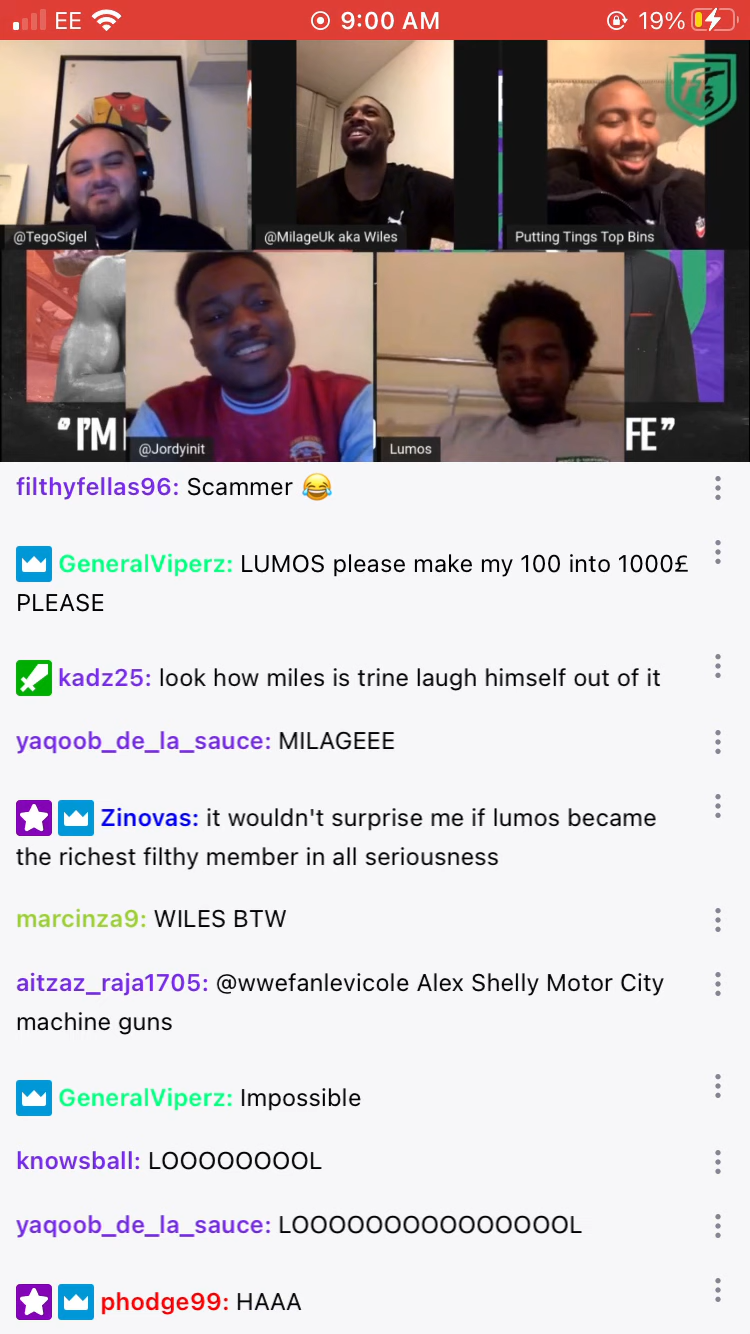 EE 9:00 AM 19%
@TegoSigel
@MilageUk aka Wiles
Putting Tings Top Bins
"I'M
FE"
@Jordyinit
Lumos
filthyfellas96: Scammer 😂
GeneralViperz: LUMOS please make my 100 into 1000£
PLEASE
kadz25: look how miles is trine laugh himself out of it
yaqoob_de_la_sauce: MILAGEEE
Zinovas: it wouldn't surprise me if lumos became
the richest filthy member in all seriousness
marcinza9: WILES BTW
aitzaz_raja1705: @wwefanlevicole Alex Shelly Motor City
machine guns
GeneralViperz: Impossible
knowsball: LOOOOOOOOL
yaqoob_de_la_sauce: LOOOOOOOOOOOOOOOL
phodge99: HAAA